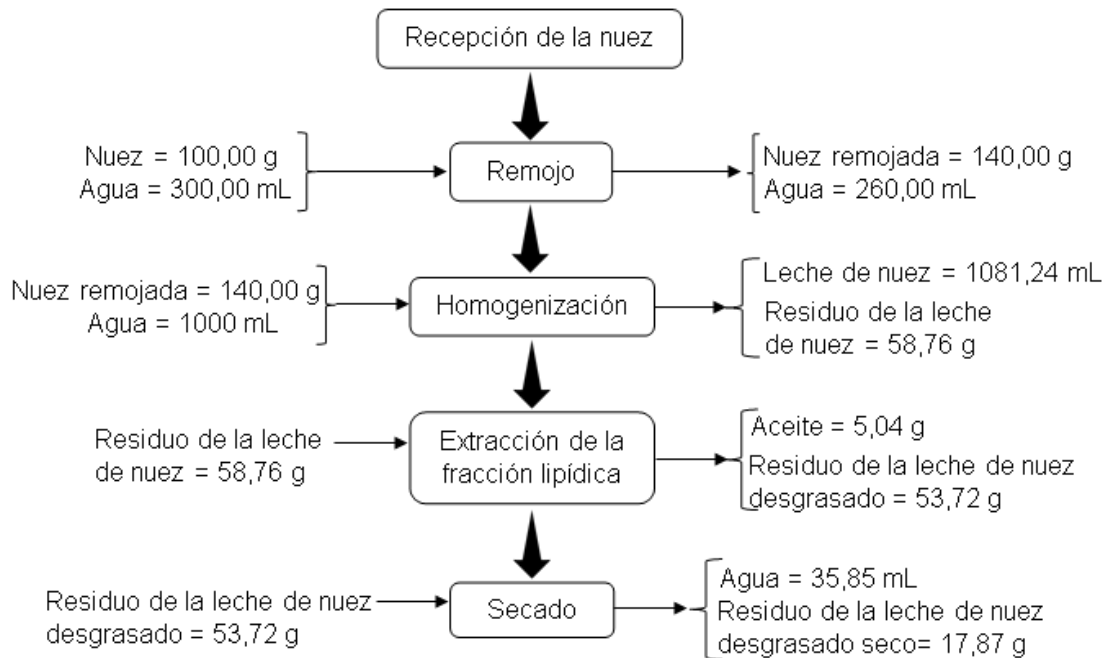 Recepción de la nuez
Nuez = 100,00 g
Agua = 300,00 mL
Remojo
Nuez remojada = 140,00 g
Agua = 260,00 mL
Nuez remojada = 140,00 g
Agua = 1000 mL
Homogenización
Leche de nuez = 1081,24 mL
Residuo de la leche
de nuez = 58,76 g
Residuo de la leche
de nuez = 58,76 g
Extracción de la
fracción lipídica
Aceite = 5,04 g
Residuo de la leche de nuez
desgrasado = 53,72 g
Residuo de la leche de nuez
desgrasado = 53,72 g
Secado
Agua = 35,85 mL
Residuo de la leche de nuez
desgrasado seco= 17,87 g